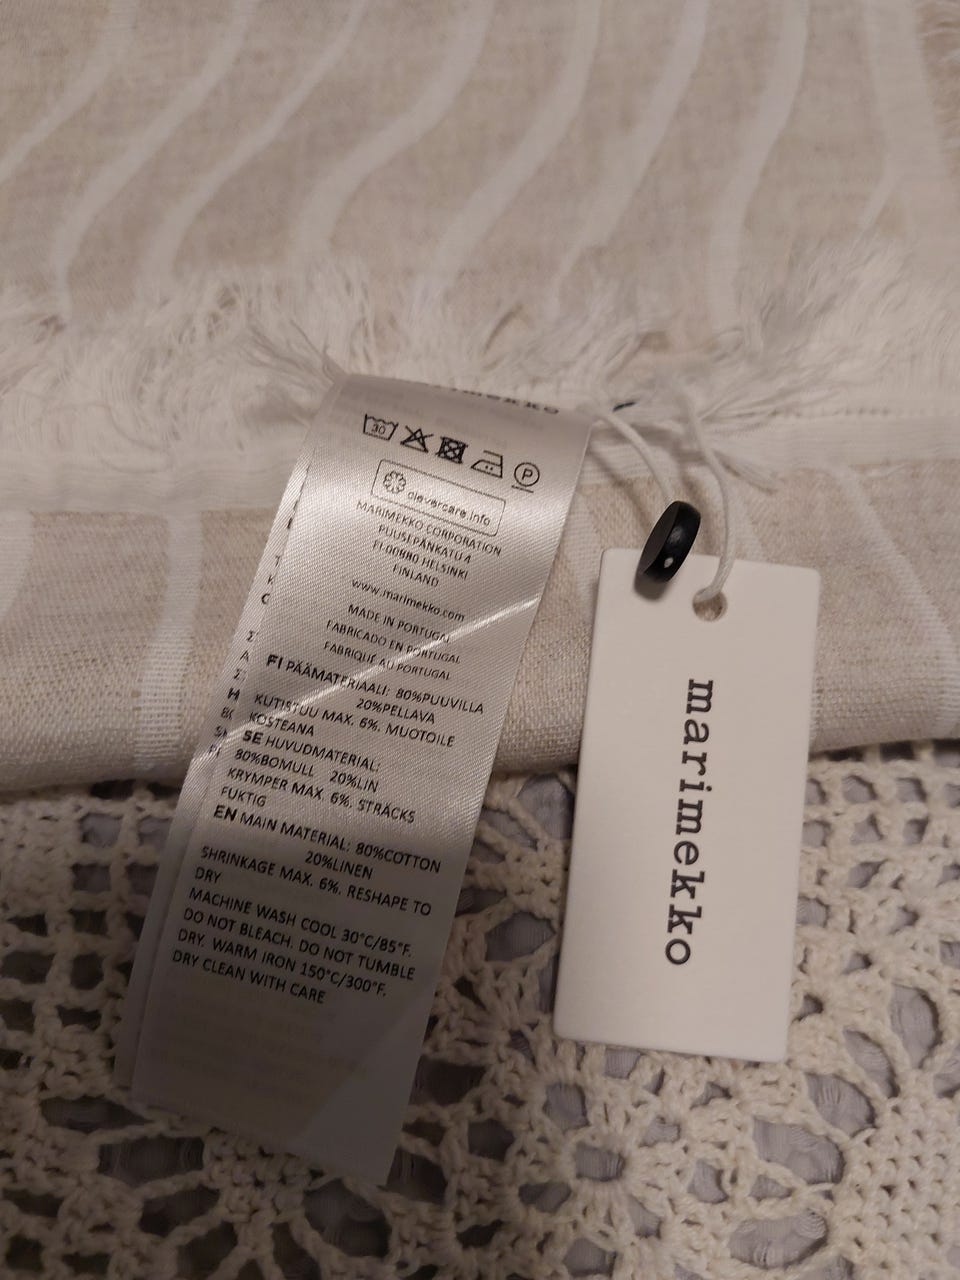 30
P
clevercare.info
MARIMEKKO CORPORATION
PUUSEPÄNKATU 4
FI-00880 HELSINKI
FINLAND
www.marimekko.com
MADE IN PORTUGAL
FABRICADO EN PORTUGAL
FABRIQUÉ AU PORTUGAL
FI PÄÄMATERIAALI: 80%PUUVILLA
20%PELLAVA
KUTISTUU MAX. 6%. MUOTOILE
KOSTEANA
SE HUVUDMATERIAL:
80%BOMULL 20%LIN
KRYMPER MAX. 6%. STRÄCKS
FUKTIG
EN MAIN MATERIAL: 80%COTTON
20%LINEN
SHRINKAGE MAX. 6%. RESHAPE TO
DRY
MACHINE WASH COOL 30°C/85°F.
DO NOT BLEACH. DO NOT TUMBLE
DRY. WARM IRON 150°C/300°F.
DRY CLEAN WITH CARE
marimekko